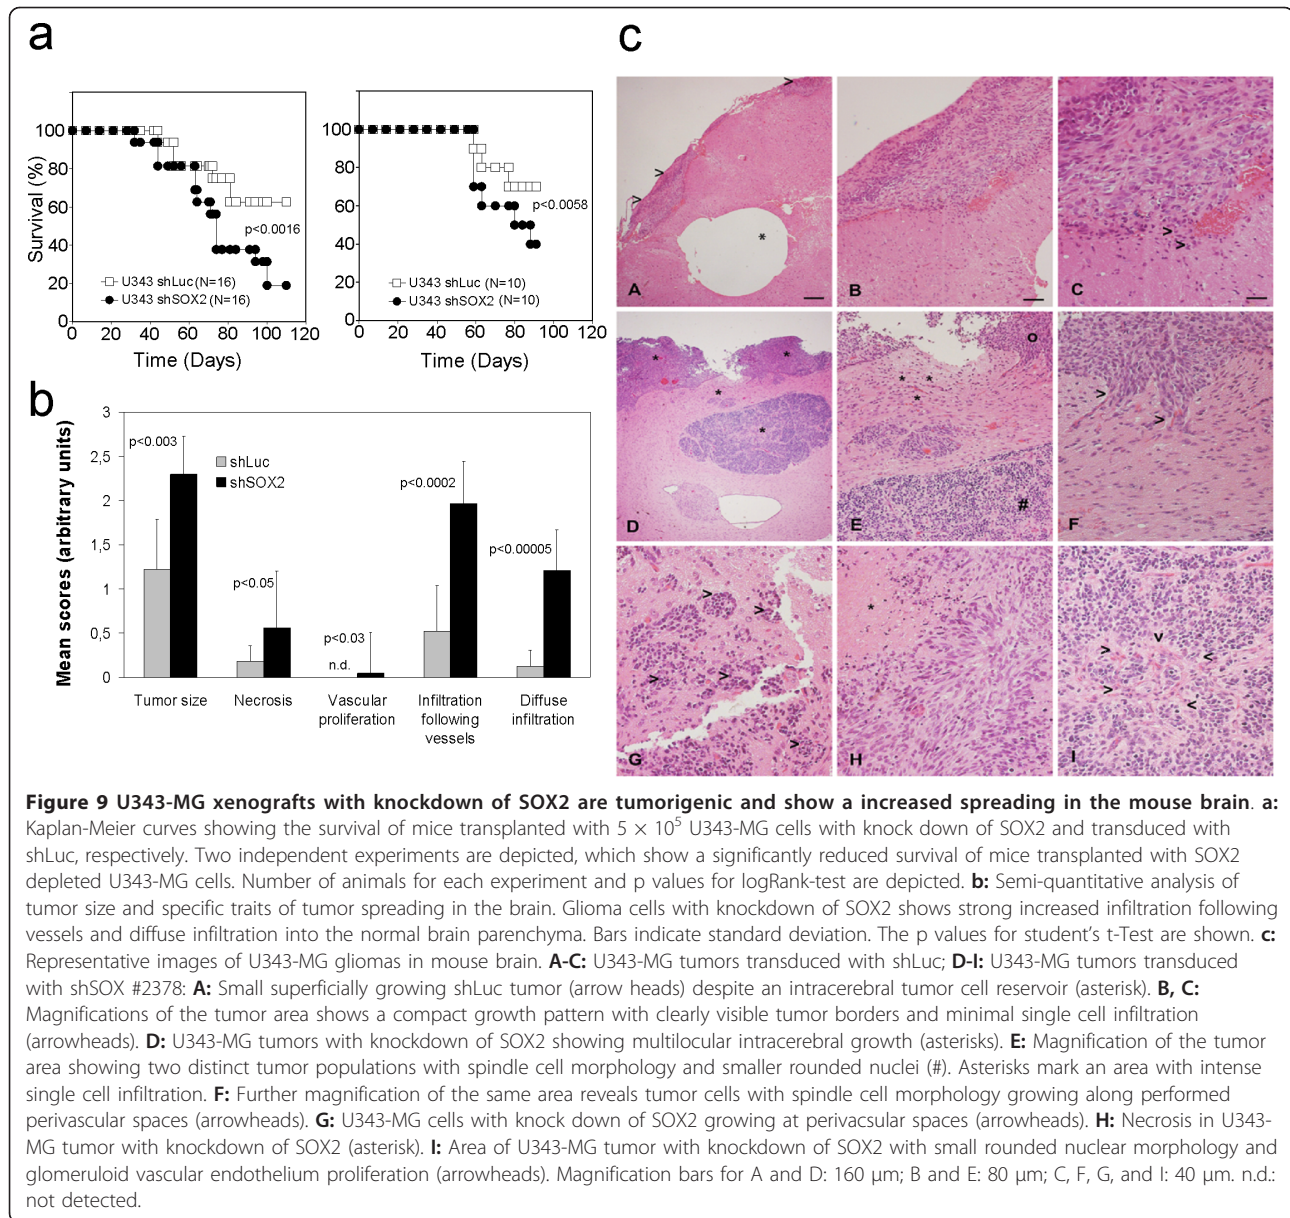 a
100
80
60
40
20
0
Survival (%)
p<0.0016
U343 shLuc (N=16)
U343 shSOX2 (N=16)
0 20 40 60 80 100 120
Time (Days)
100
80
60
40
20
0
p<0.0058
U343 shLuc (N=10)
U343 shSOX2 (N=10)
0 20 40 60 80 100 120
Time (Days)
b
Mean scores (arbitrary units)
3
2,5
2
1,5
1
0,5
0
p<0.003
shLuc
shSOX2
p<0.05
p<0.03
n.d.
p<0.0002
p<0.00005
Tumor size
Necrosis
Vascular
proliferation
Infiltration
following
vessels
Diffuse
infiltration
c
> > > *
A
B
> >
C
* * * *
D
o
* * *
#
E
> >
F
> > > > >
G
*
H
v
> > < <
I
Figure 9 U343-MG xenografts with knockdown of SOX2 are tumorigenic and show a increased spreading in the mouse brain. a:
Kaplan-Meier curves showing the survival of mice transplanted with 5 × 10⁵ U343-MG cells with knock down of SOX2 and transduced with
shLuc, respectively. Two independent experiments are depicted, which show a significantly reduced survival of mice transplanted with SOX2
depleted U343-MG cells. Number of animals for each experiment and p values for logRank-test are depicted. b: Semi-quantitative analysis of
tumor size and specific traits of tumor spreading in the brain. Glioma cells with knockdown of SOX2 shows strong increased infiltration following
vessels and diffuse infiltration into the normal brain parenchyma. Bars indicate standard deviation. The p values for student's t-Test are shown. c:
Representative images of U343-MG gliomas in mouse brain. A-C: U343-MG tumors transduced with shLuc; D-I: U343-MG tumors transduced
with shSOX #2378: A: Small superficially growing shLuc tumor (arrow heads) despite an intracerebral tumor cell reservoir (asterisk). B, C:
Magnifications of the tumor area shows a compact growth pattern with clearly visible tumor borders and minimal single cell infiltration
(arrowheads). D: U343-MG tumors with knockdown of SOX2 showing multilocular intracerebral growth (asterisks). E: Magnification of the tumor
area showing two distinct tumor populations with spindle cell morphology and smaller rounded nuclei (#). Asterisks mark an area with intense
single cell infiltration. F: Further magnification of the same area reveals tumor cells with spindle cell morphology growing along performed
perivascular spaces (arrowheads). G: U343-MG cells with knock down of SOX2 growing at perivacsular spaces (arrowheads). H: Necrosis in U343-
MG tumor with knockdown of SOX2 (asterisk). I: Area of U343-MG tumor with knockdown of SOX2 with small rounded nuclear morphology and
glomeruloid vascular endothelium proliferation (arrowheads). Magnification bars for A and D: 160 μm; B and E: 80 μm; C, F, G, and I: 40 μm. n.d.:
not detected.